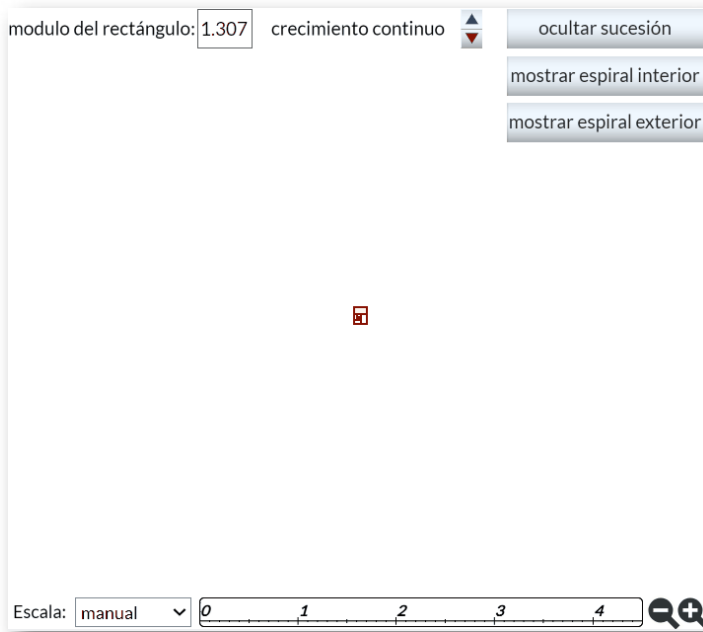 modulo del rectángulo: 1.307 crecimiento continuo ocultar sucesión
mostrar espiral interior
mostrar espiral exterior
Escala: manual 0 1 2 3 4